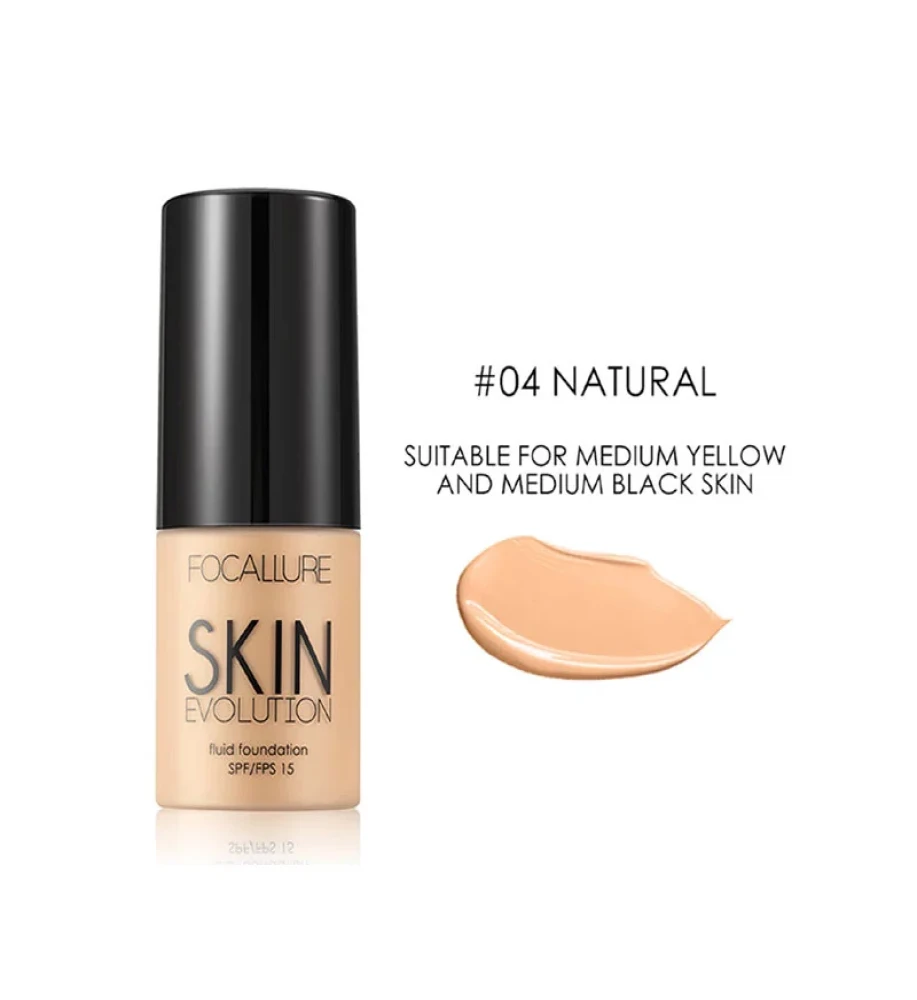 #04 NATURAL
SUITABLE FOR MEDIUM YELLOW
AND MEDIUM BLACK SKIN
FOCALLURE
SKIN
EVOLUTION
fluid foundation
SPF/FPS 15